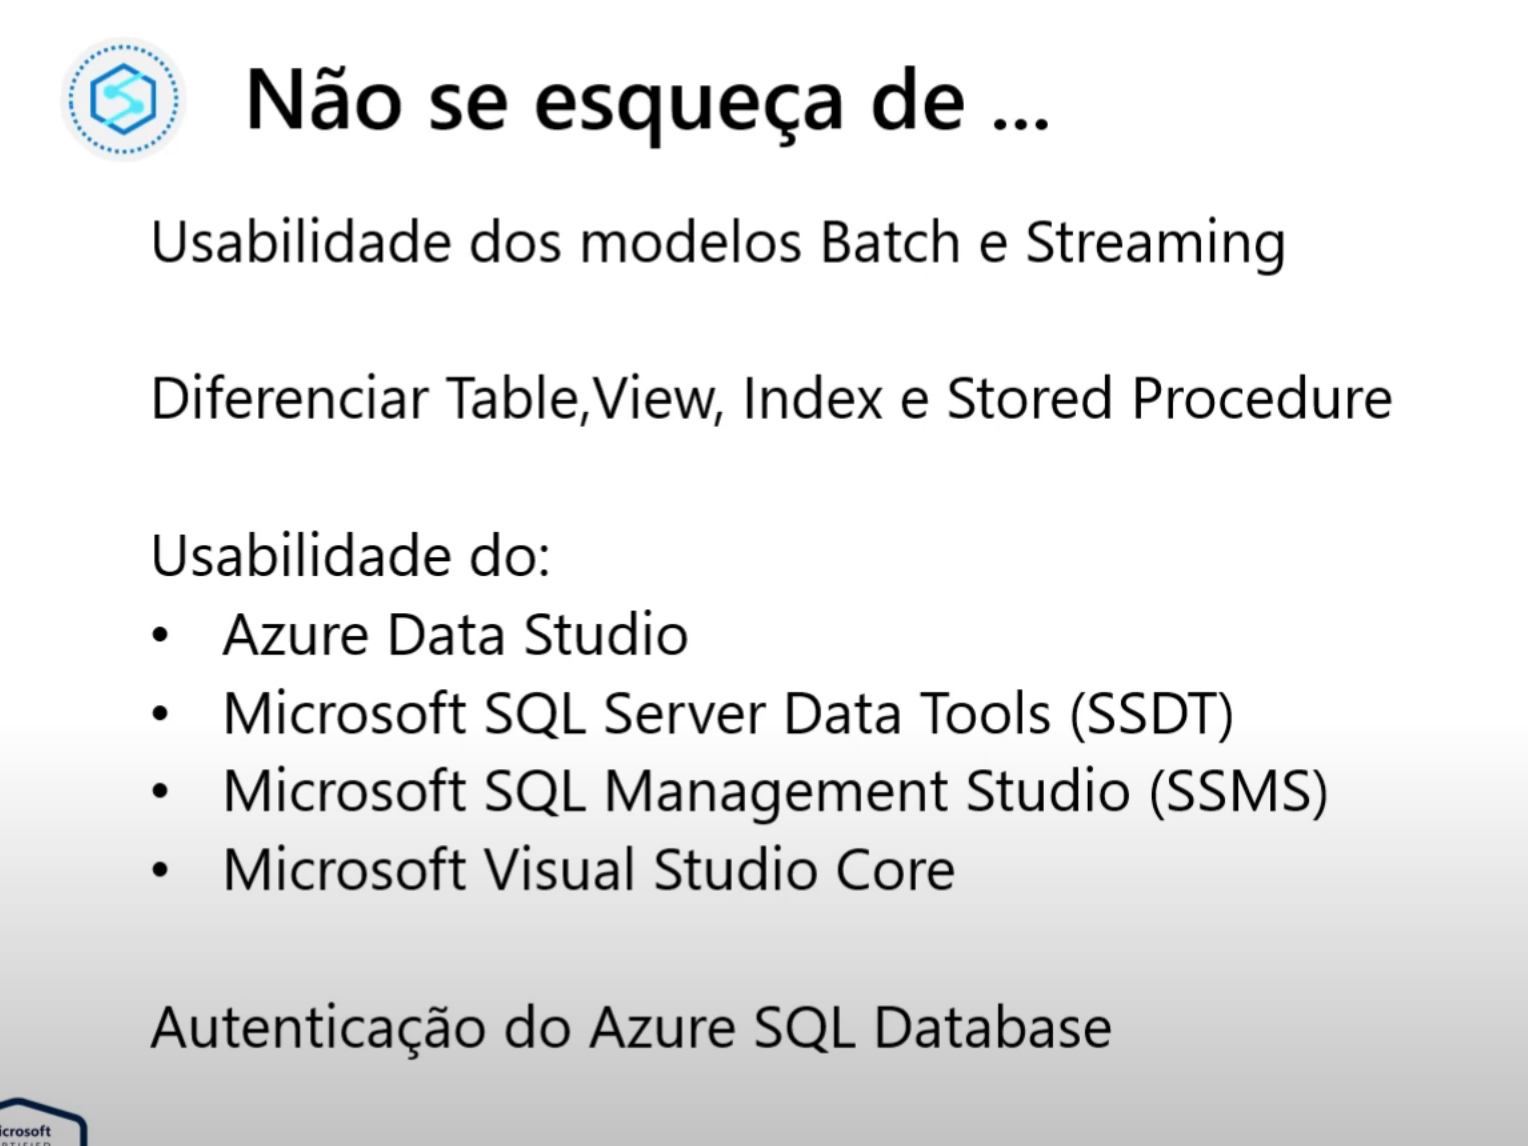 Não se esqueça de ...
Usabilidade dos modelos Batch e Streaming
Diferenciar Table,View, Index e Stored Procedure
Usabilidade do:
• Azure Data Studio
• Microsoft SQL Server Data Tools (SSDT)
• Microsoft SQL Management Studio (SSMS)
• Microsoft Visual Studio Core
Autenticação do Azure SQL Database
icrosoft